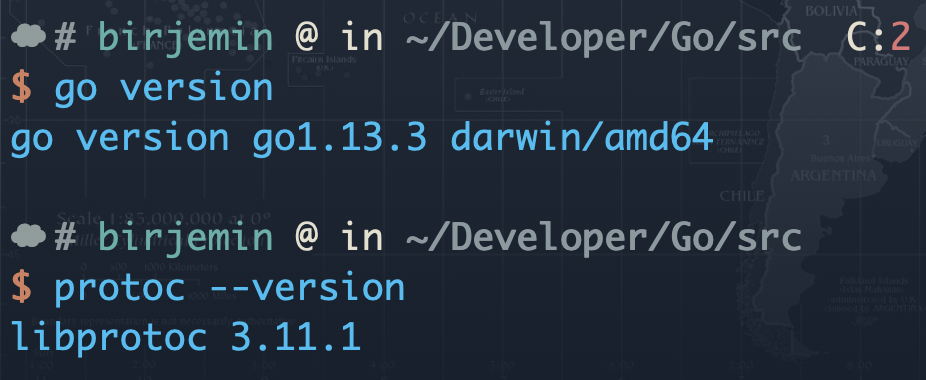 # birjemin @ in ~/Developer/Go/src C:2
$ go version
go version go1.13.3 darwin/amd64
# birjemin @ in ~/Developer/Go/src
$ protoc --version
libprotoc 3.11.1
OCEAN
BOLIVIA
PARAGUAY
Pitcairn Islands
Easter Island
Buenos Aires
ARGENTINA
URUGUAY
CHILE
Scale 1:85,000,000 at 0°